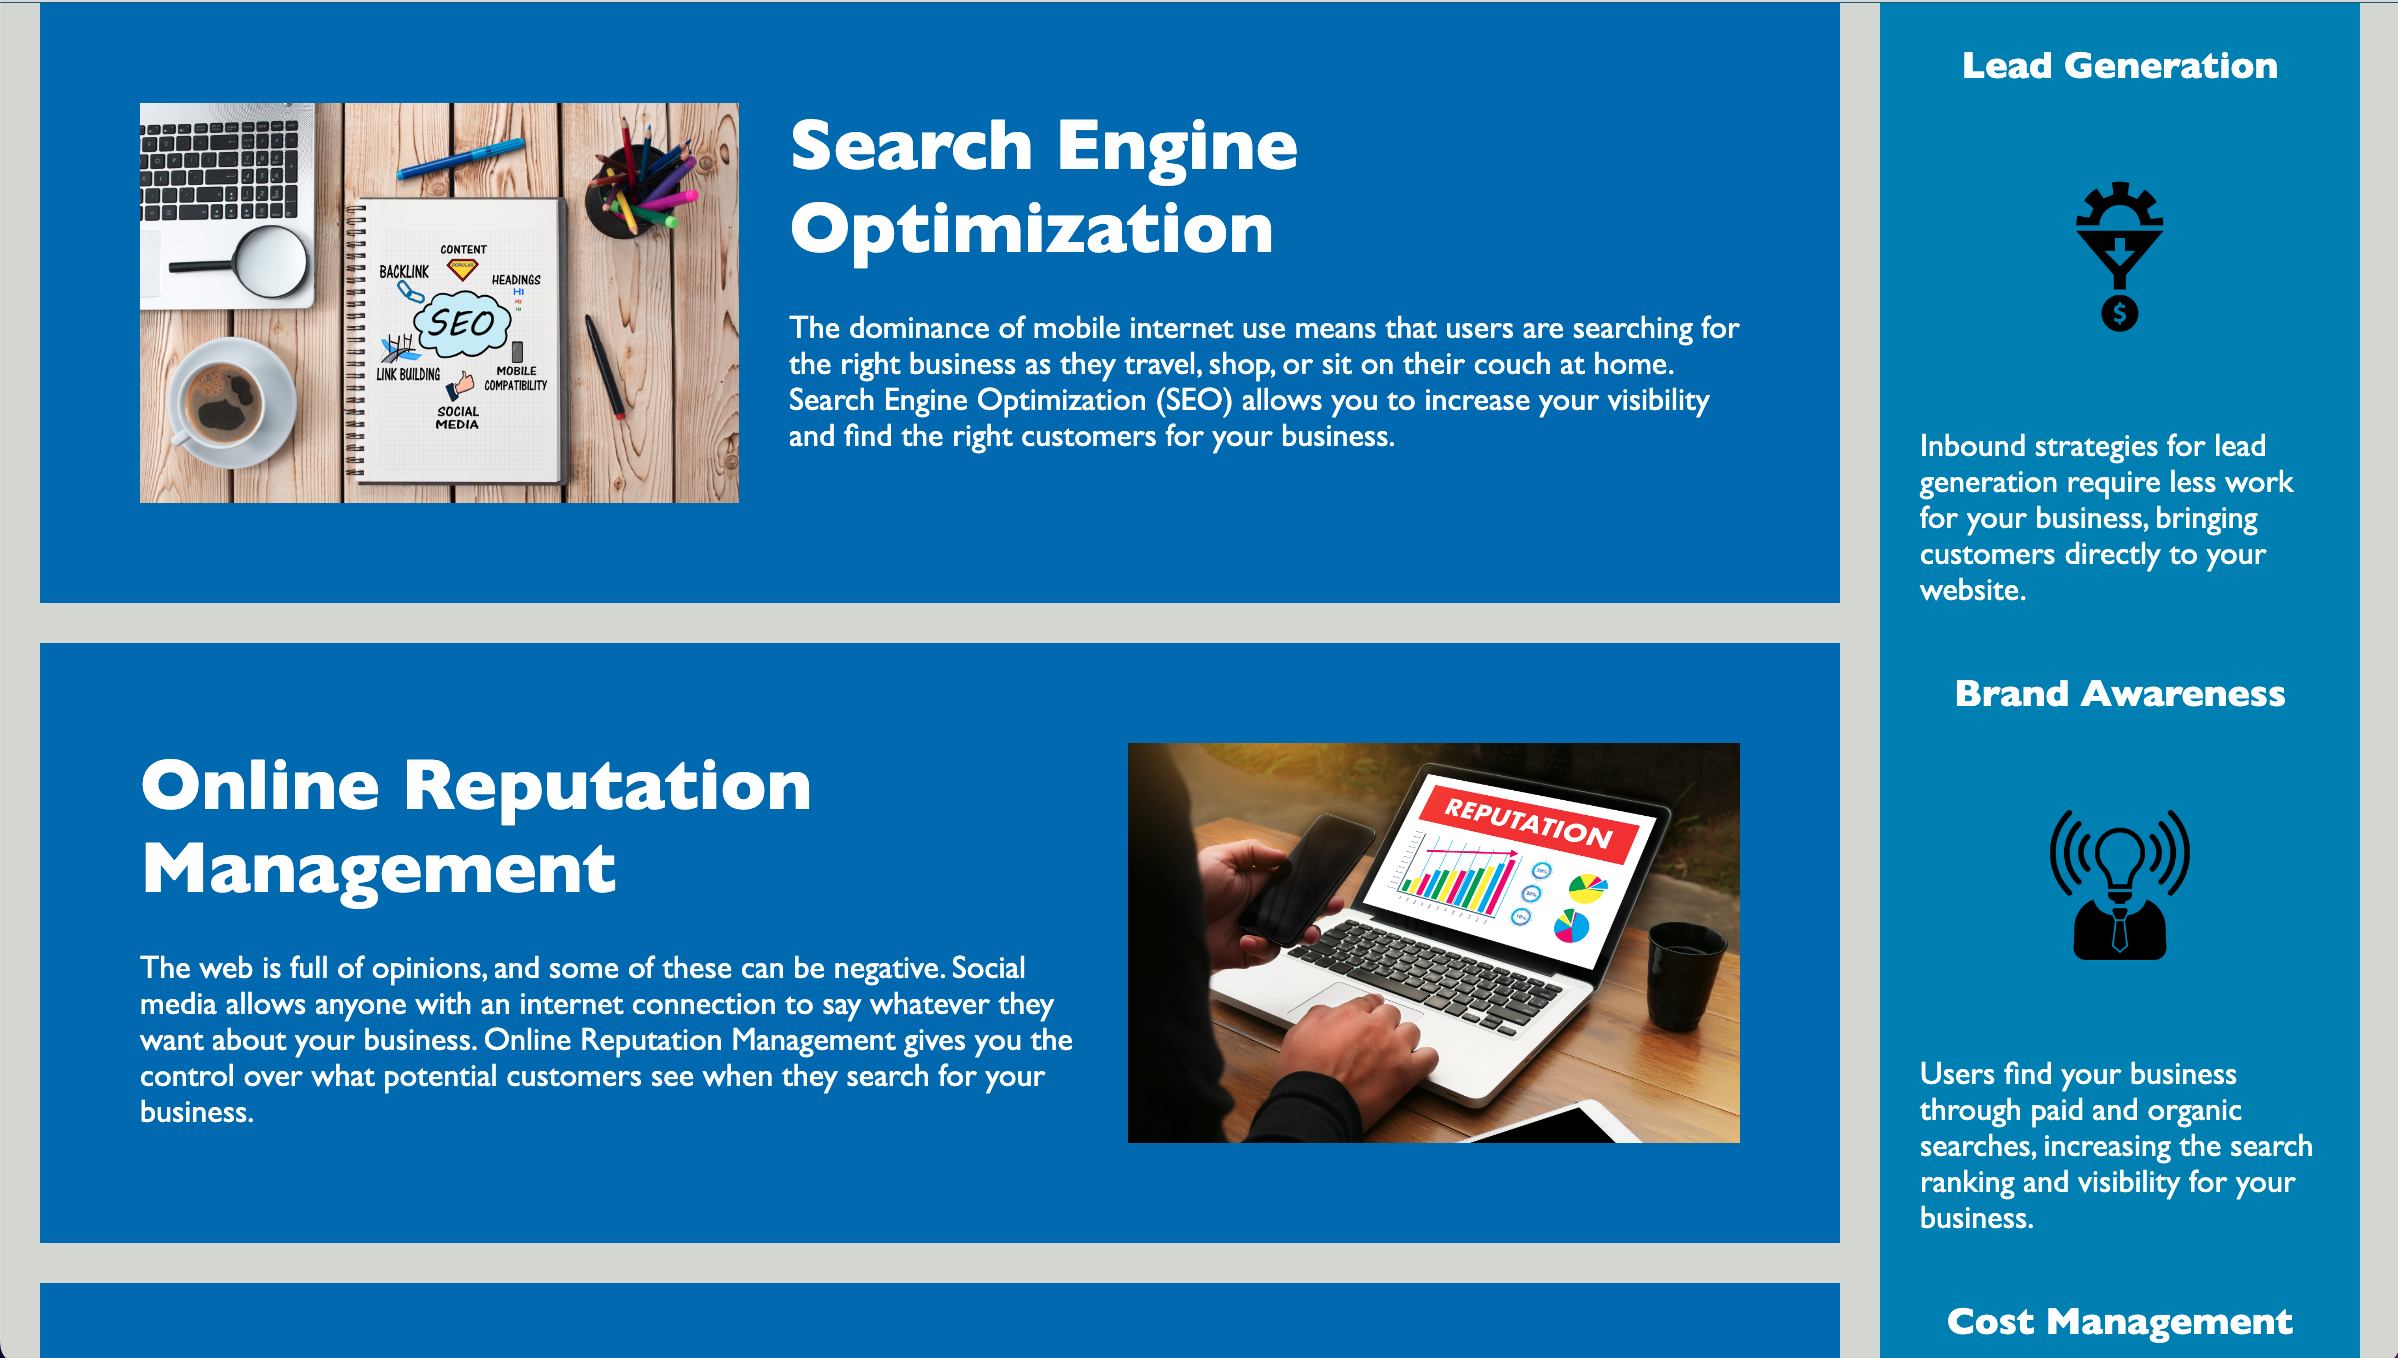 CONTENT
POPULAR
BACKLINK
HEADINGS
H1
H2
H3
SEO
LINK BUILDING
MOBILE
COMPATIBILITY
SOCIAL
MEDIA
Search Engine
Optimization
The dominance of mobile internet use means that users are searching for
the right business as they travel, shop, or sit on their couch at home.
Search Engine Optimization (SEO) allows you to increase your visibility
and find the right customers for your business.
Online Reputation
Management
The web is full of opinions, and some of these can be negative. Social
media allows anyone with an internet connection to say whatever they
want about your business. Online Reputation Management gives you the
control over what potential customers see when they search for your
business.
REPUTATION
Lead Generation
$
Inbound strategies for lead
generation require less work
for your business, bringing
customers directly to your
website.
Brand Awareness
Users find your business
through paid and organic
searches, increasing the search
ranking and visibility for your
business.
Cost Management